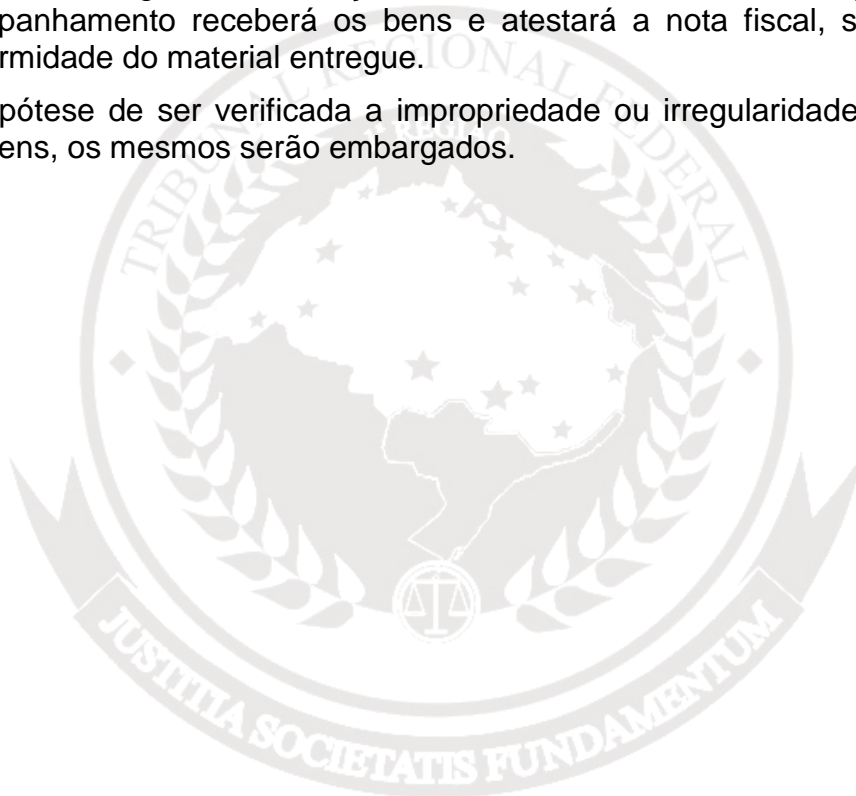 panhamento receberá os bens e atestará a nota fiscal, s
rmidade do material entregue.
pótese de ser verificada a impropriedade ou irregularidade
ens, os mesmos serão embargados.
TRIBUNAL REGIONAL FEDERAL
1ª REGIÃO
JUSTITIA SOCIETATIS FUNDAMENTUM